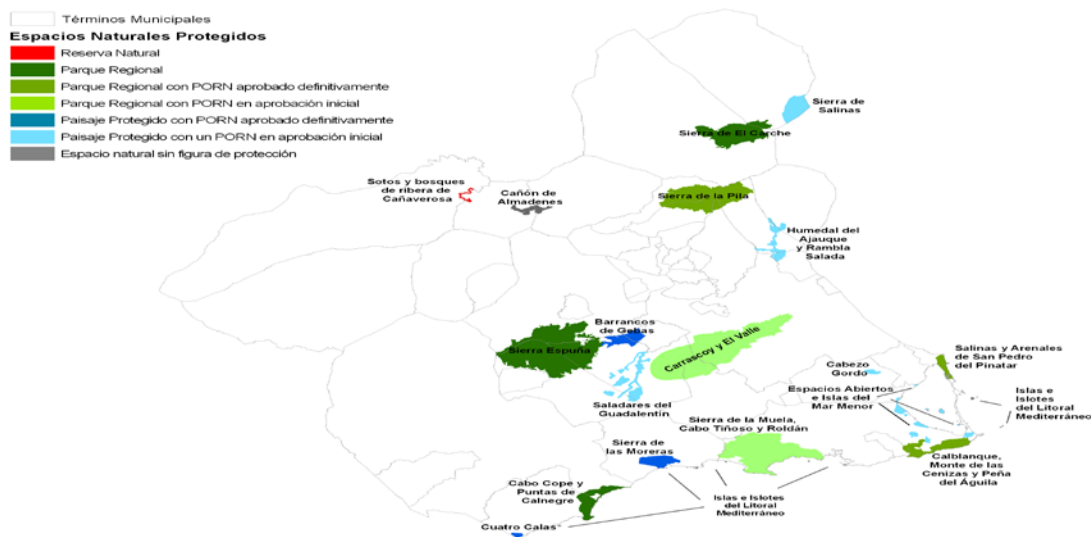 Términos Municipales
Espacios Naturales Protegidos
Reserva Natural
Parque Regional
Parque Regional con PORN aprobado definitivamente
Parque Regional con PORN en aprobación inicial
Paisaje Protegido con PORN aprobado definitivamente
Paisaje Protegido con un PORN en aprobación inicial
Espacio natural sin figura de protección
Sierra de
Salinas
Sierra de El Carche
Sotos y bosques
de ribera de
Cañaverosa
Cañón de
Almadenes
Sierra de la Pila
Humedal del
Ajauque
y Rambla
Salada
Barrancos
de Gebas
Sierra Espuña
Carrascoy y El Valle
Saladares del
Guadalentín
Salinas y Arenales
de San Pedro
del Pinatar
Cabezo
Gordo
Espacios Abiertos
e Islas del
Mar Menor
Islas e
Islotes
del Litoral
Mediterráneo
Sierra de la Muela,
Cabo Tiñoso y Roldán
Sierra de
las Moreras
Calblanque,
Monte de las
Cenizas y Peña
del Águila
Cabo Cope y
Puntas de
Calnegre
Islas e Islotes
del Litoral
Mediterráneo
Cuatro Calas